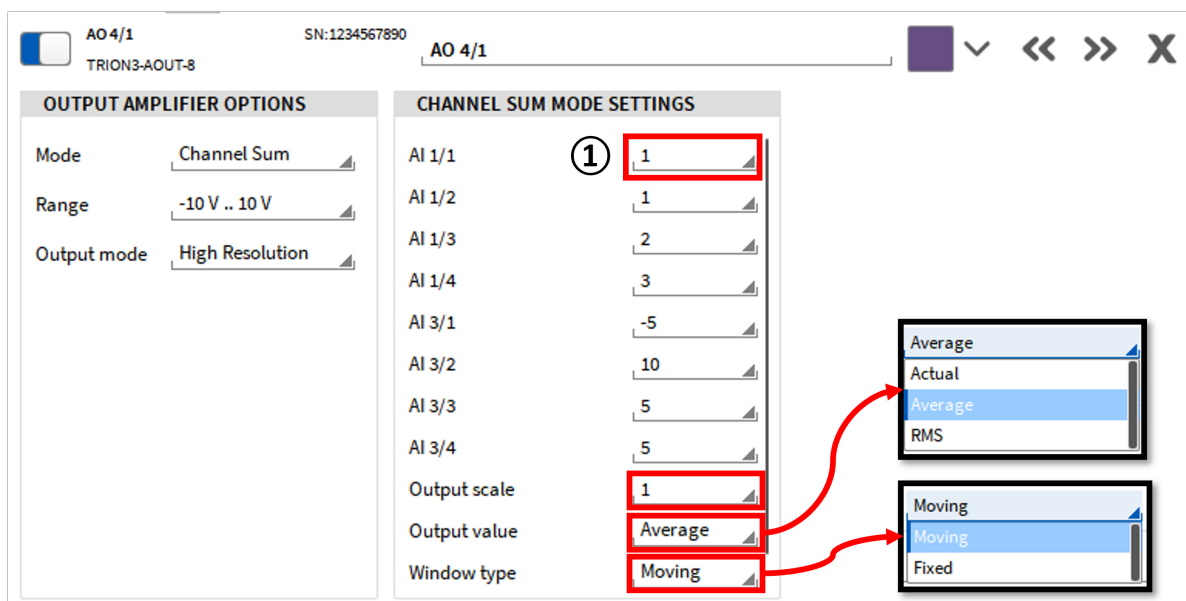 AO 4/1 SN:1234567890
TRION3-AOUT-8
AO 4/1
OUTPUT AMPLIFIER OPTIONS
Mode Channel Sum
Range -10 V .. 10 V
Output mode High Resolution
CHANNEL SUM MODE SETTINGS
AI 1/1 ① 1
AI 1/2 1
AI 1/3 2
AI 1/4 3
AI 3/1 -5
AI 3/2 10
AI 3/3 5
AI 3/4 5
Output scale 1
Output value Average
Window type Moving
Average
Actual
Average
RMS
Moving
Moving
Fixed